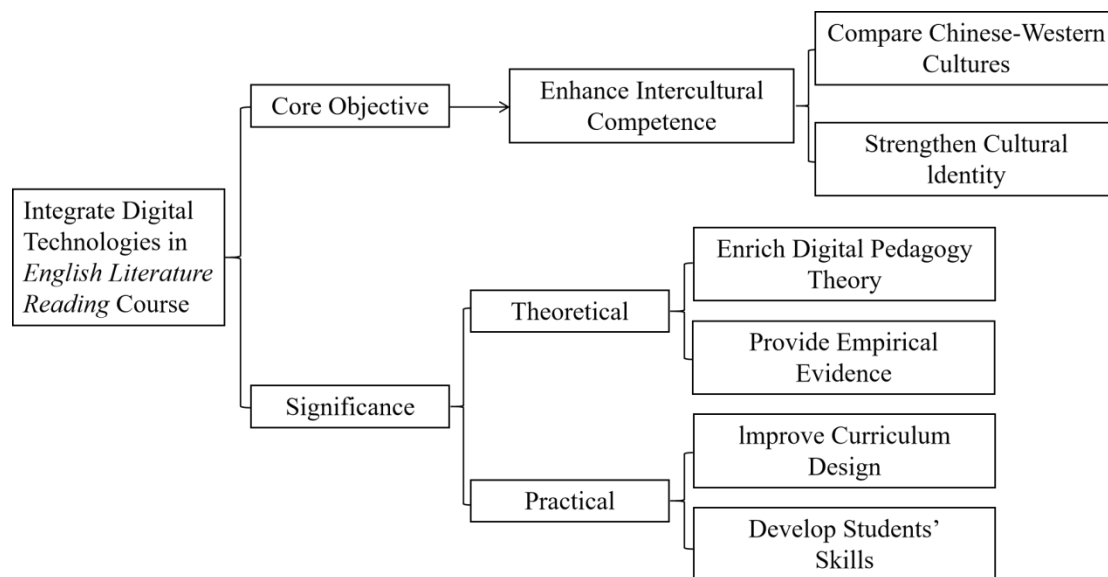 Integrate Digital
Technologies in
English Literature
Reading Course
Core Objective
Enhance Intercultural
Competence
Compare Chinese-Western
Cultures
Strengthen Cultural
ldentity
Significance
Theoretical
Enrich Digital Pedagogy
Theory
Provide Empirical
Evidence
Practical
lmprove Curriculum
Design
Develop Students’
Skills